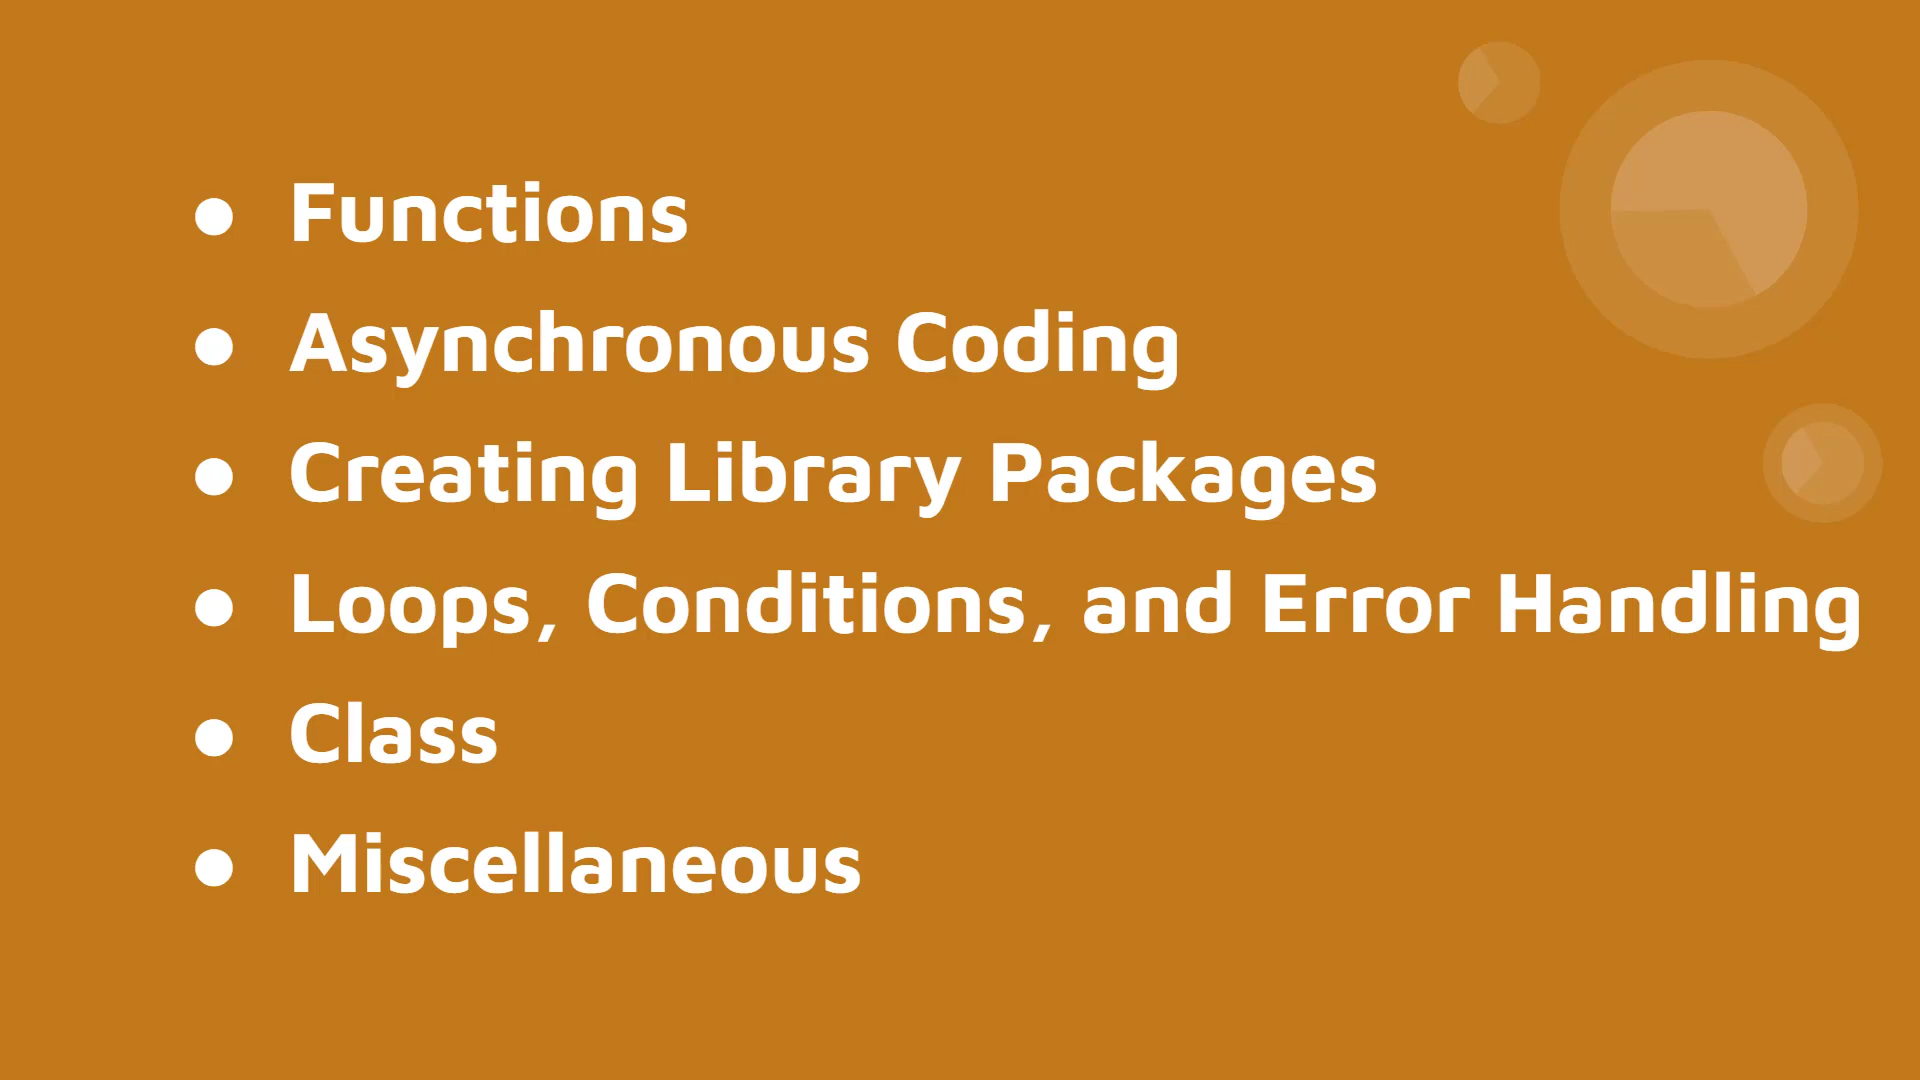 ● Functions
● Asynchronous Coding
● Creating Library Packages
● Loops, Conditions, and Error Handling
● Class
● Miscellaneous